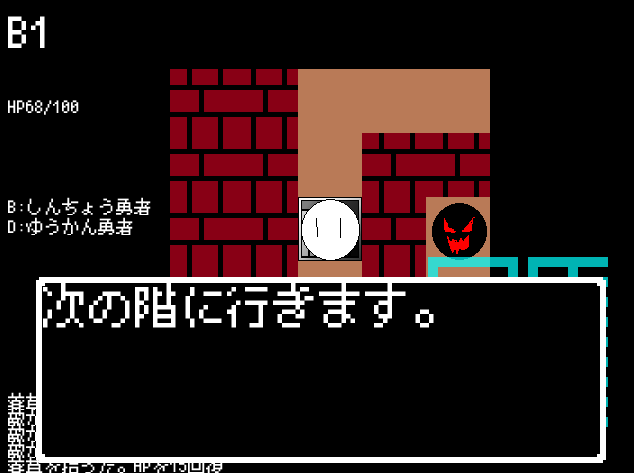 B1
HP68/100
B:しんちょう勇者
D:ゆうかん勇者
次の階に行きます。
薬草を拾った。HPを15回復